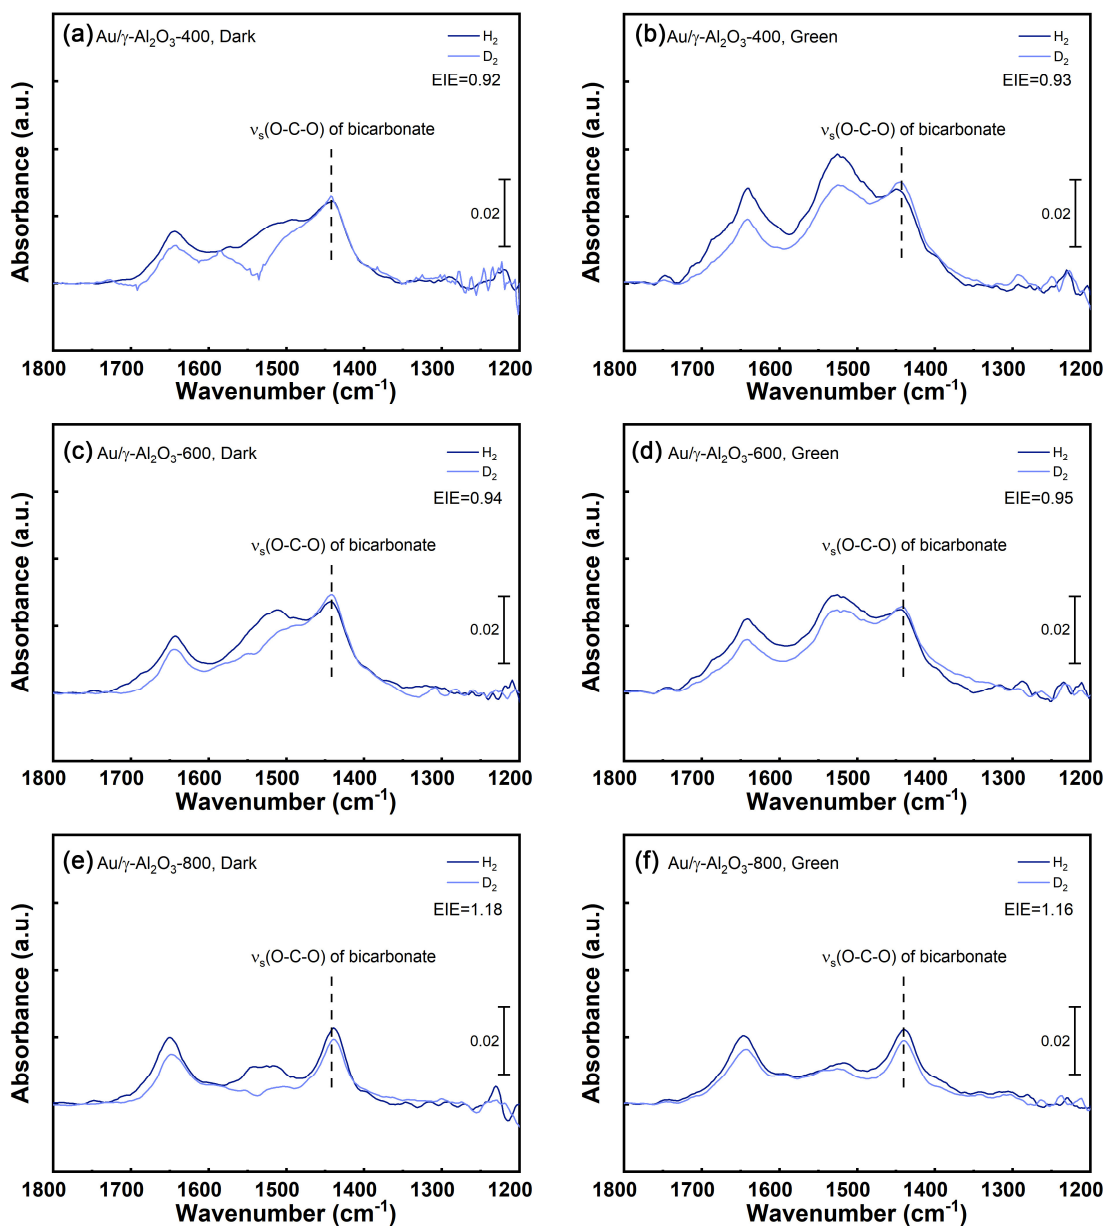 (a) Au/γ-Al₂O₃-400, Dark
H₂
D₂
EIE=0.92
νₛ(O-C-O) of bicarbonate
0.02
Absorbance (a.u.)
1800 1700 1600 1500 1400 1300 1200
Wavenumber (cm⁻¹)
(b) Au/γ-Al₂O₃-400, Green
H₂
D₂
EIE=0.93
νₛ(O-C-O) of bicarbonate
0.02
Absorbance (a.u.)
1800 1700 1600 1500 1400 1300 1200
Wavenumber (cm⁻¹)
(c) Au/γ-Al₂O₃-600, Dark
H₂
D₂
EIE=0.94
νₛ(O-C-O) of bicarbonate
0.02
Absorbance (a.u.)
1800 1700 1600 1500 1400 1300 1200
Wavenumber (cm⁻¹)
(d) Au/γ-Al₂O₃-600, Green
H₂
D₂
EIE=0.95
νₛ(O-C-O) of bicarbonate
0.02
Absorbance (a.u.)
1800 1700 1600 1500 1400 1300 1200
Wavenumber (cm⁻¹)
(e) Au/γ-Al₂O₃-800, Dark
H₂
D₂
EIE=1.18
νₛ(O-C-O) of bicarbonate
0.02
Absorbance (a.u.)
1800 1700 1600 1500 1400 1300 1200
Wavenumber (cm⁻¹)
(f) Au/γ-Al₂O₃-800, Green
H₂
D₂
EIE=1.16
νₛ(O-C-O) of bicarbonate
0.02
Absorbance (a.u.)
1800 1700 1600 1500 1400 1300 1200
Wavenumber (cm⁻¹)